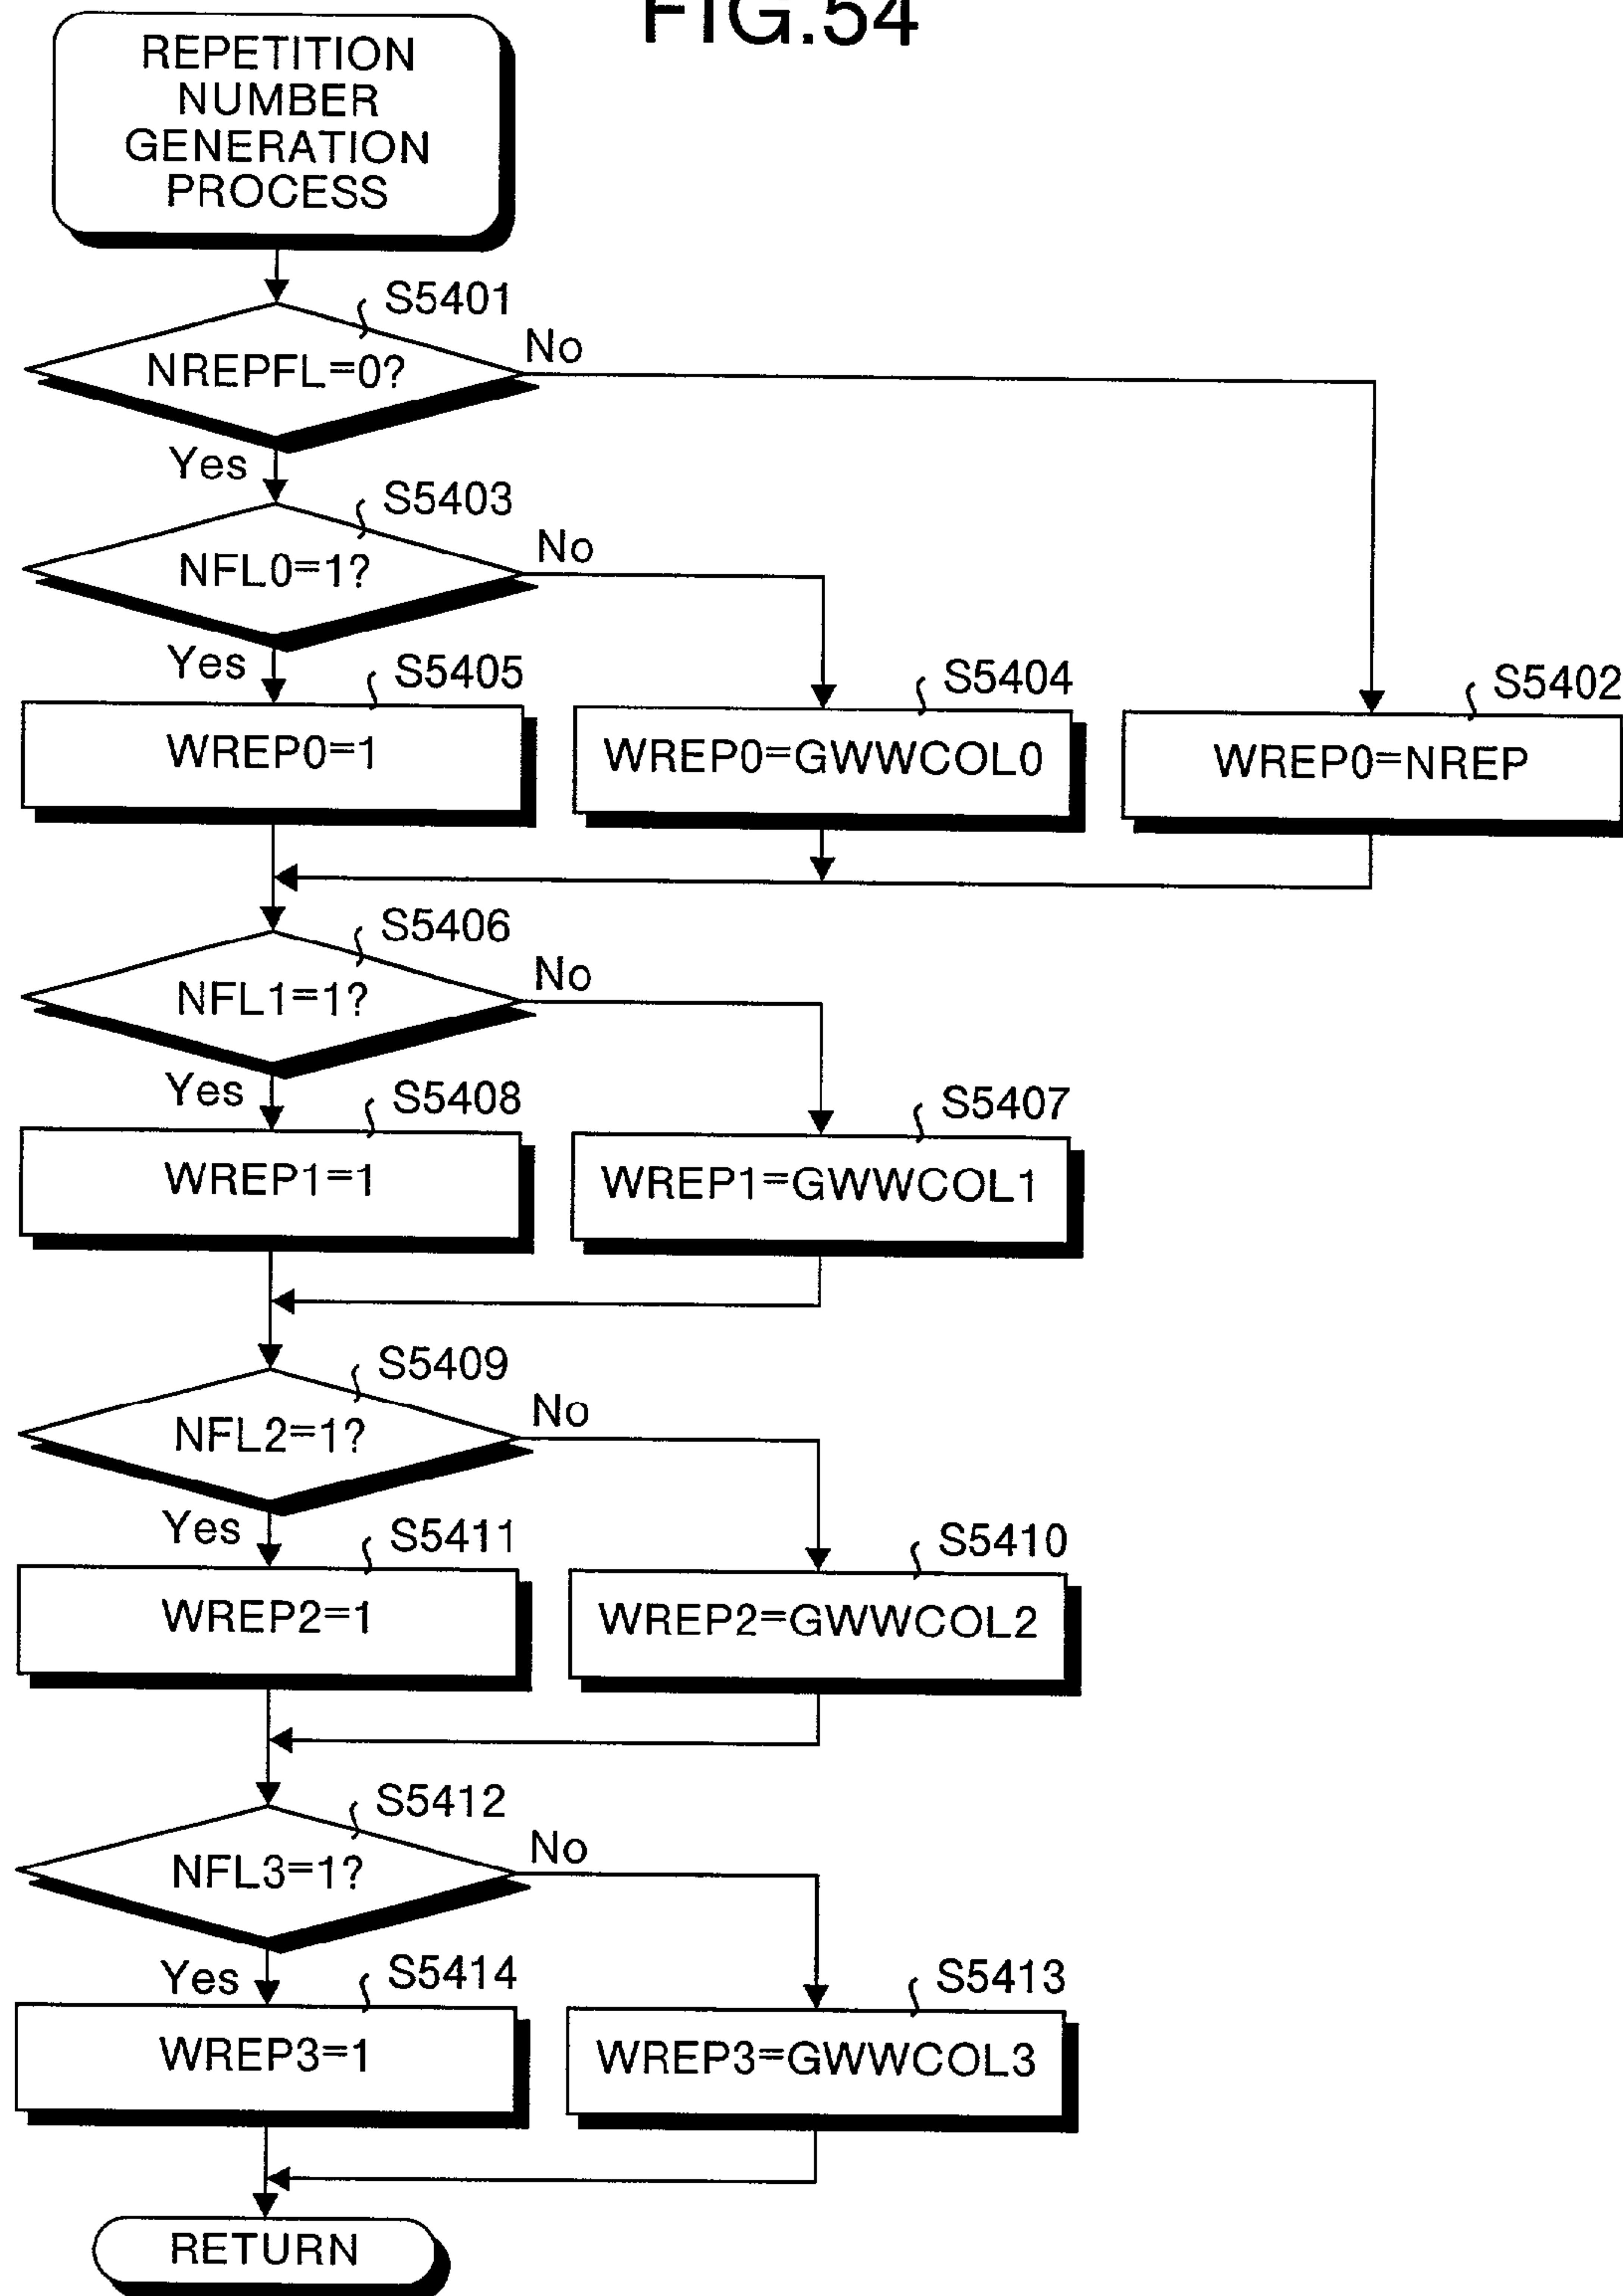 FIG.54
REPETITION
NUMBER
GENERATION
PROCESS
S5401
NREPFL=0?
No
Yes
S5403
NFL0=1?
No
Yes
S5405
S5404
S5402
WREP0=1
WREP0=GWWCOL0
WREP0=NREP
S5406
NFL1=1?
No
Yes
S5408
S5407
WREP1=1
WREP1=GWWCOL1
S5409
NFL2=1?
No
Yes
S5411
S5410
WREP2=1
WREP2=GWWCOL2
S5412
NFL3=1?
No
Yes
S5414
S5413
WREP3=1
WREP3=GWWCOL3
RETURN